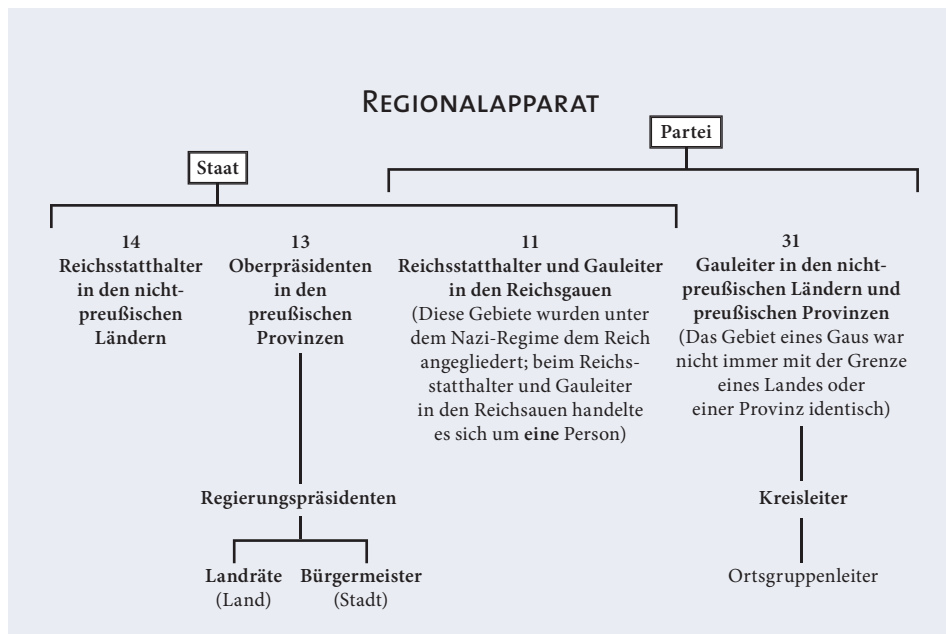 REGIONALAPPARAT
Partei
Staat
14
Reichsstatthalter
in den nicht-
preußischen
Ländern
13
Oberpräsidenten
in den
preußischen
Provinzen
11
Reichsstatthalter und Gauleiter
in den Reichsgauen
(Diese Gebiete wurden unter
dem Nazi-Regime dem Reich
angegliedert; beim Reichs-
statthalter und Gauleiter
in den Reichsauen handelte
es sich um eine Person)
31
Gauleiter in den nicht-
preußischen Ländern und
preußischen Provinzen
(Das Gebiet eines Gaus war
nicht immer mit der Grenze
eines Landes oder
einer Provinz identisch)
Regierungspräsidenten
Kreisleiter
Landräte
(Land)
Bürgermeister
(Stadt)
Ortsgruppenleiter